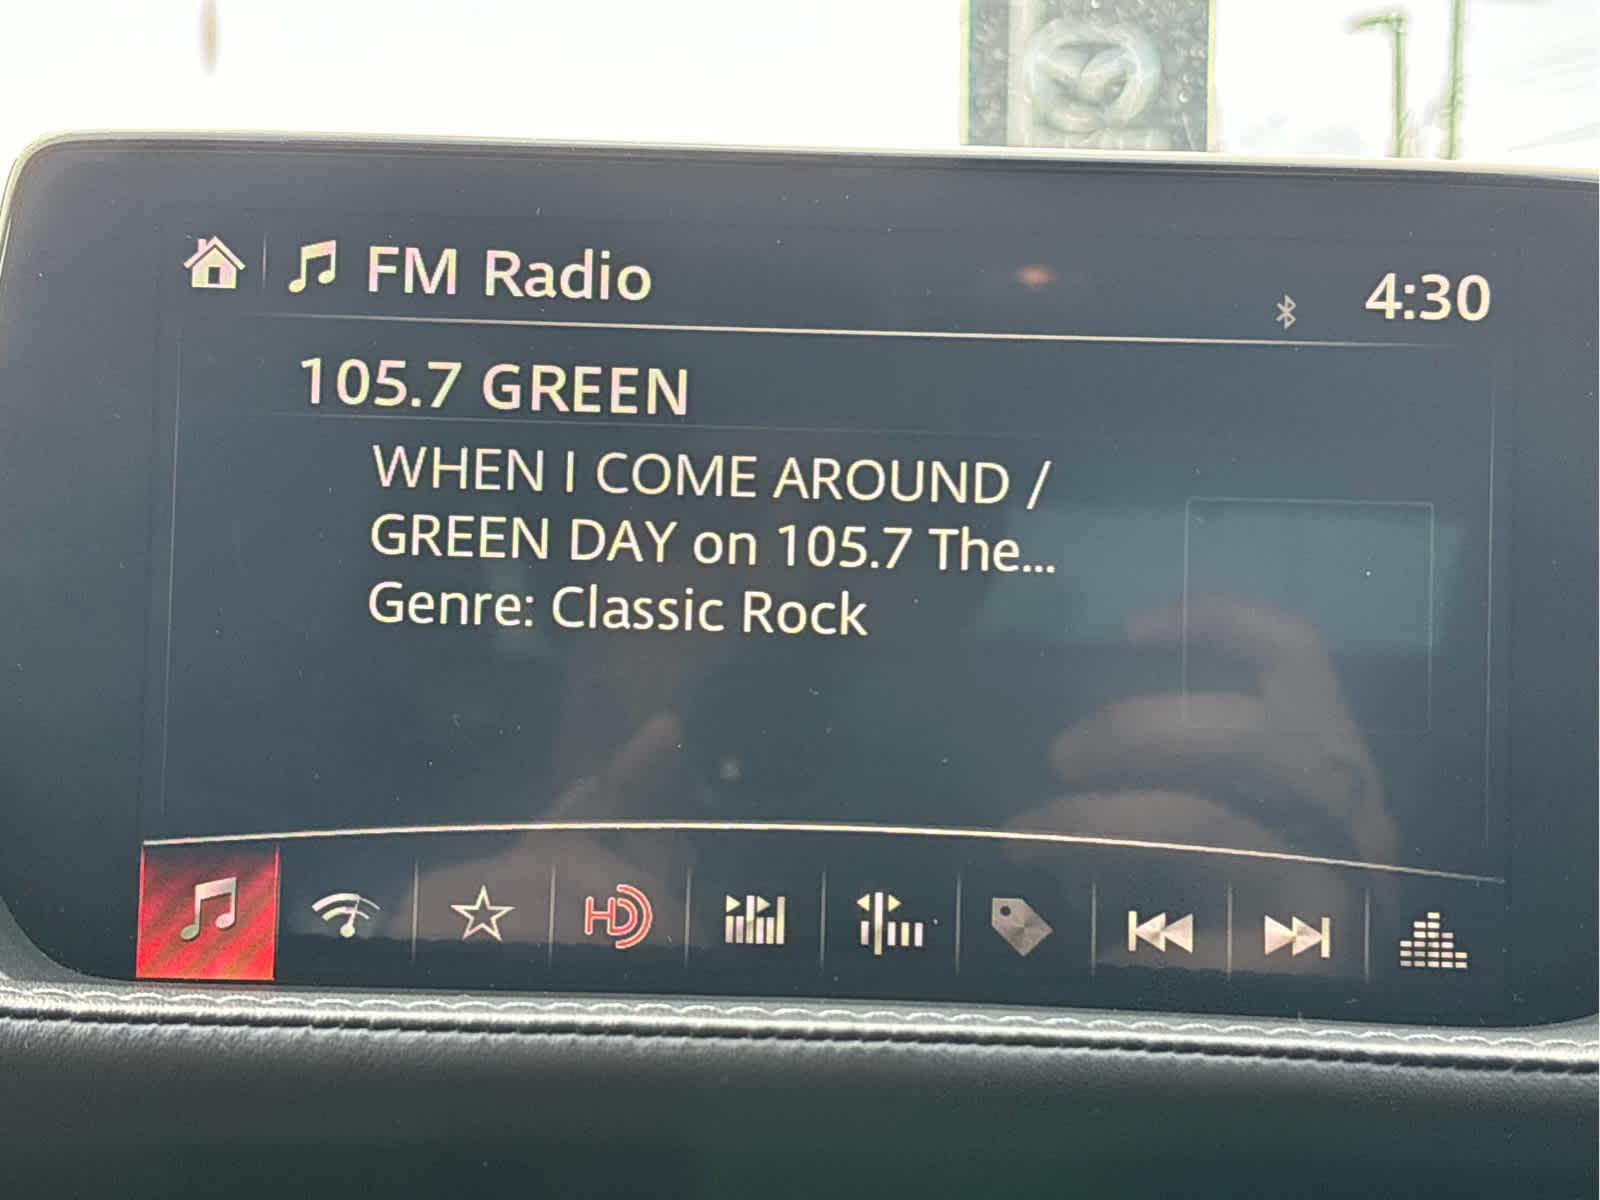 FM Radio
4:30
105.7 GREEN
WHEN I COME AROUND /
GREEN DAY on 105.7 The...
Genre: Classic Rock
HD